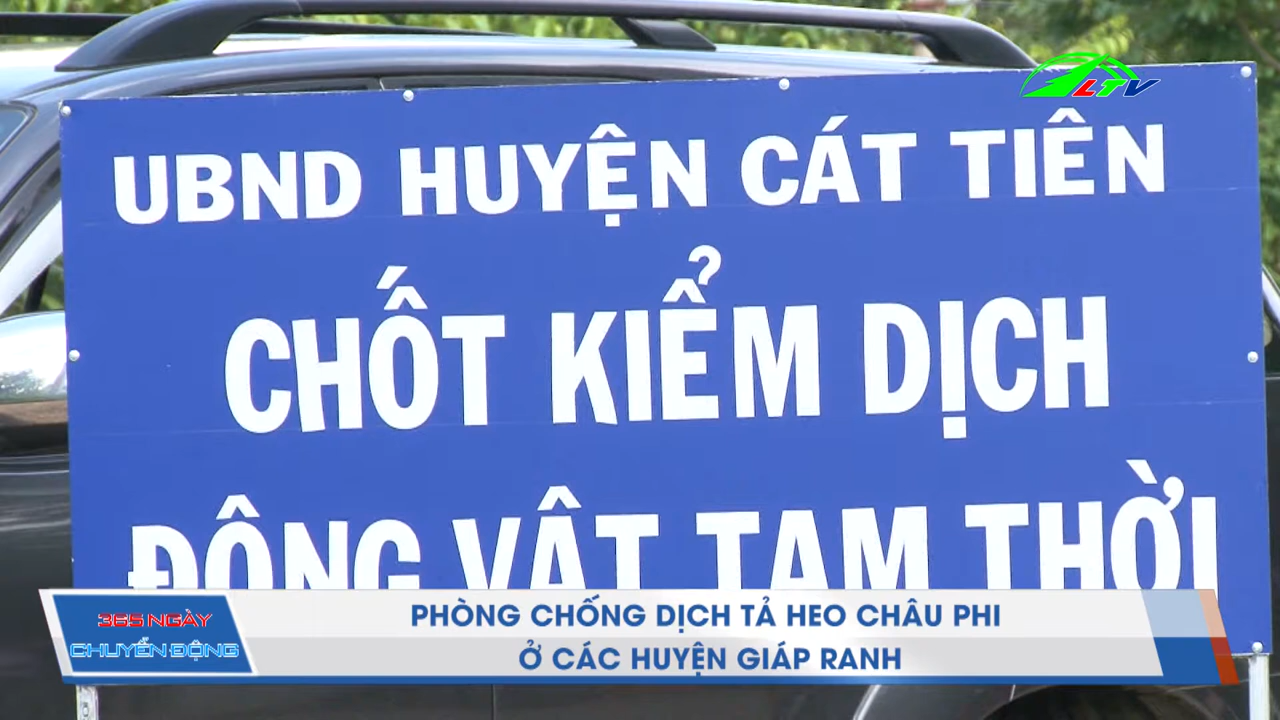 LTV
UBND HUYỆN CÁT TIÊN
CHỐT KIỂM DỊCH
ĐỘNG VẬT TẠM THỜI
365 NGÀY
CHUYỂN ĐỘNG
PHÒNG CHỐNG DỊCH TẢ HEO CHÂU PHI
Ở CÁC HUYỆN GIÁP RANH